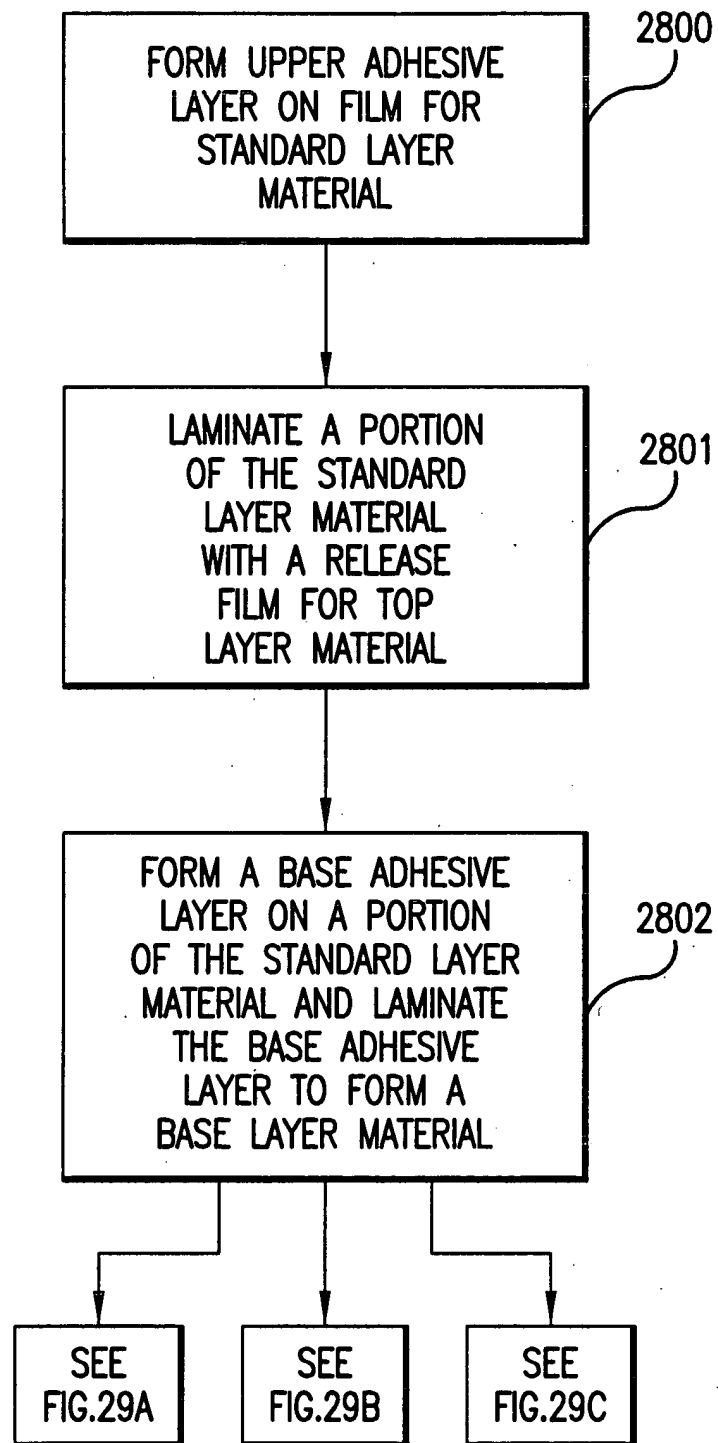 2800
FORM UPPER ADHESIVE
LAYER ON FILM FOR
STANDARD LAYER
MATERIAL
2801
LAMINATE A PORTION
OF THE STANDARD
LAYER MATERIAL
WITH A RELEASE
FILM FOR TOP
LAYER MATERIAL
2802
FORM A BASE ADHESIVE
LAYER ON A PORTION
OF THE STANDARD LAYER
MATERIAL AND LAMINATE
THE BASE ADHESIVE
LAYER TO FORM A
BASE LAYER MATERIAL
SEE
FIG.29A
SEE
FIG.29B
SEE
FIG.29C